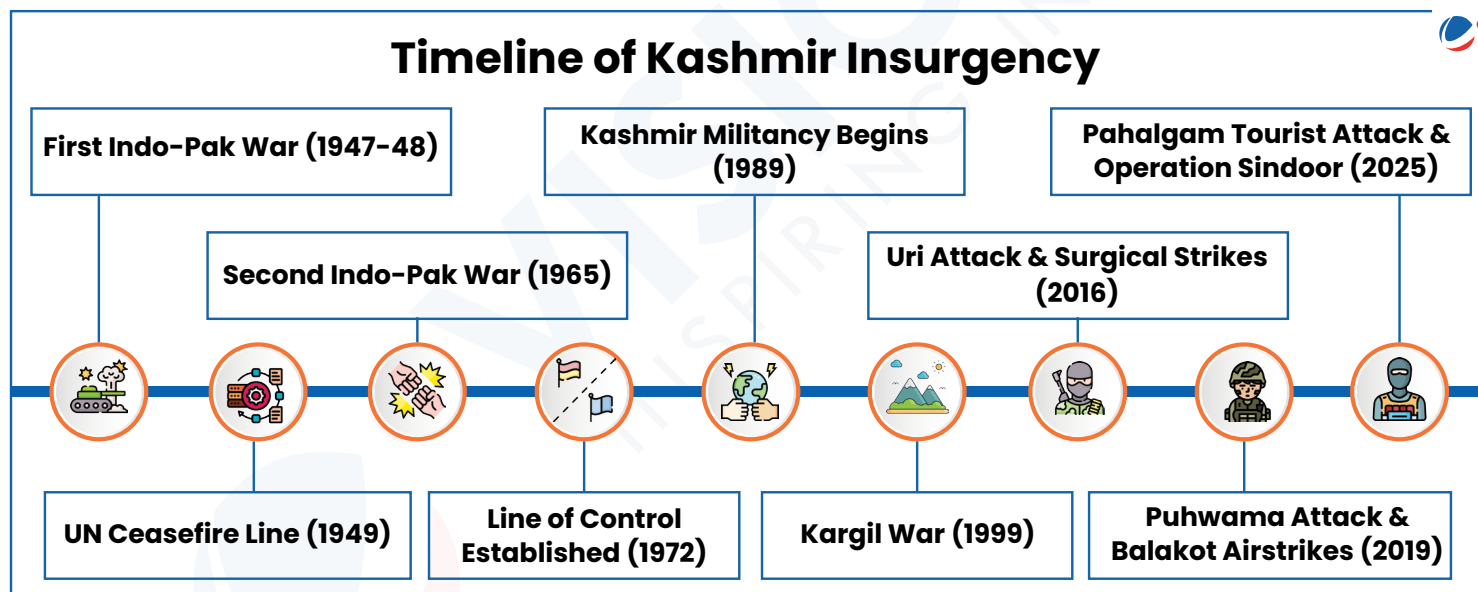 Timeline of Kashmir Insurgency
First Indo-Pak War (1947-48)
Kashmir Militancy Begins
(1989)
Pahalgam Tourist Attack &
Operation Sindoor (2025)
Second Indo-Pak War (1965)
Uri Attack & Surgical Strikes
(2016)
UN Ceasefire Line (1949)
Line of Control
Established (1972)
Kargil War (1999)
Puhwama Attack &
Balakot Airstrikes (2019)